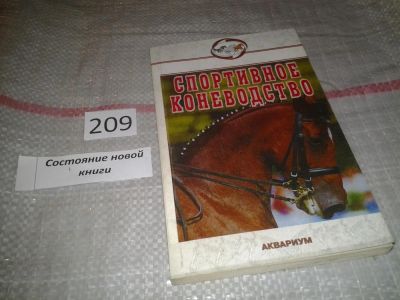 СПОРТИВНОЕ
КОНЕВОДСТВО
АКВАРИУМ
209
Состояние новой
книги